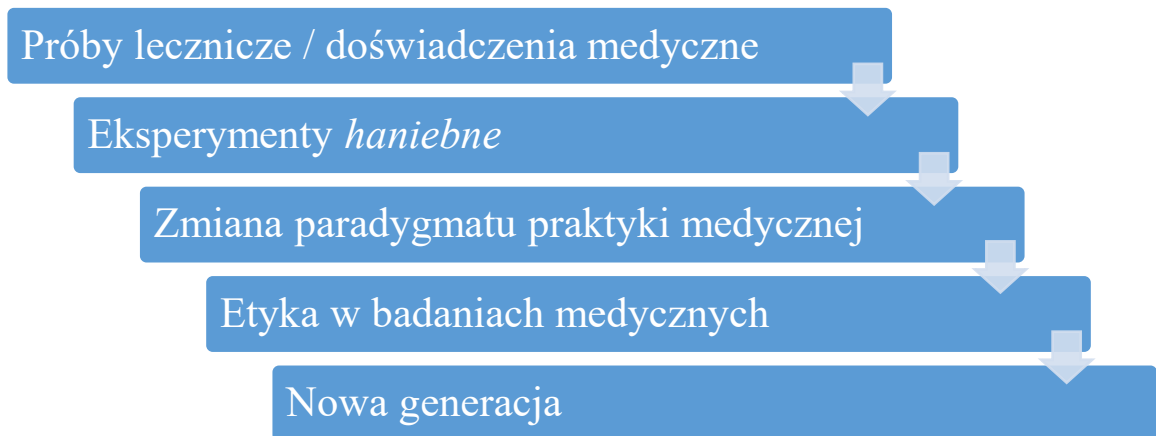 Próby lecznicze / doświadczenia medyczne
Eksperymenty haniebne
Zmiana paradygmatu praktyki medycznej
Etyka w badaniach medycznych
Nowa generacja